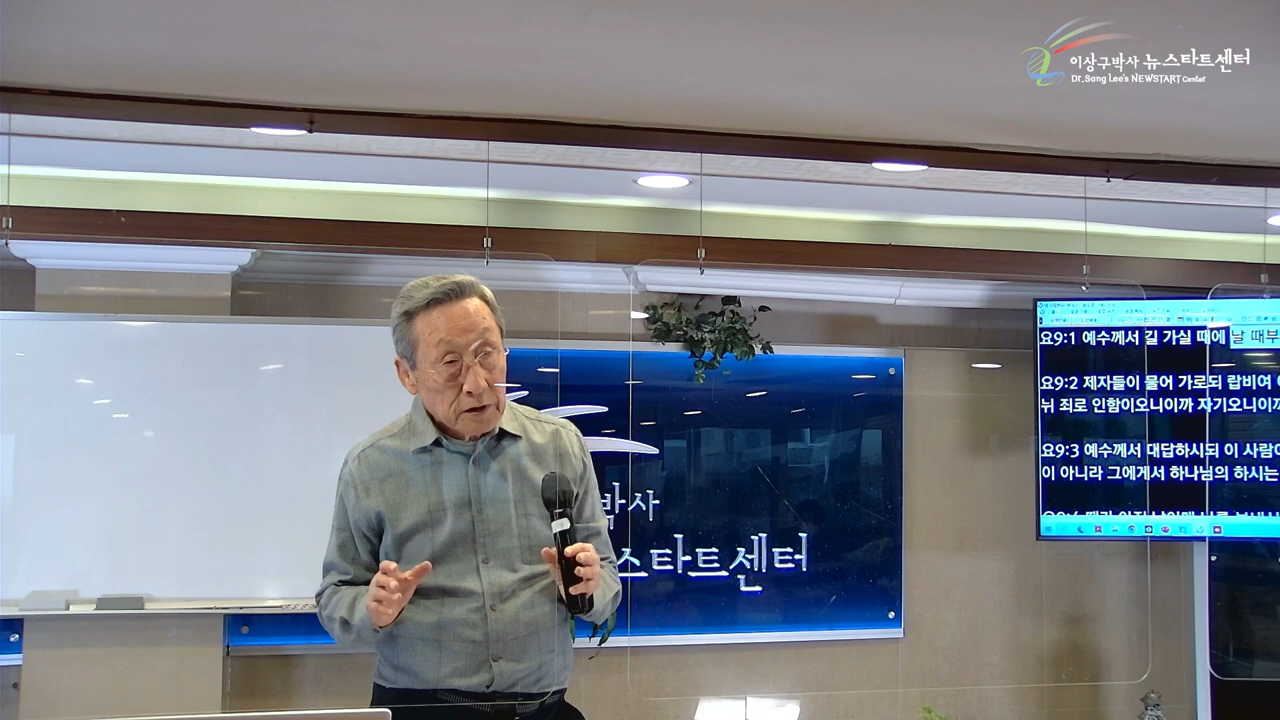 이상구박사 뉴스타트센터
Dr. Sang Lee's NEWSTART Center
요9:1 예수께서 길 가실 때에 날 때부
요9:2 제자들이 물어 가로되 랍비여
뉘 죄로 인함이오니이까 자기오니이까
요9:3 예수께서 대답하시되 이 사람이
이 아니라 그에게서 하나님의 하시는
박사
스타트센터